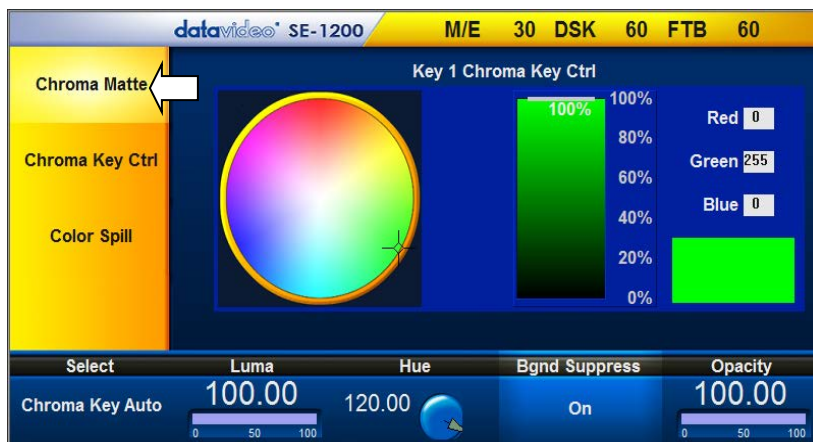 datavideo SE-1200 M/E 30 DSK 60 FTB 60
Chroma Matte
Chroma Key Ctrl
Color Spill
Key 1 Chroma Key Ctrl
100%
100%
80%
60%
40%
20%
0%
Red 0
Green 255
Blue 0
Select Luma Hue Bgnd Suppress Opacity
Chroma Key Auto 100.00 120.00 On 100.00
0 50 100 0 50 100